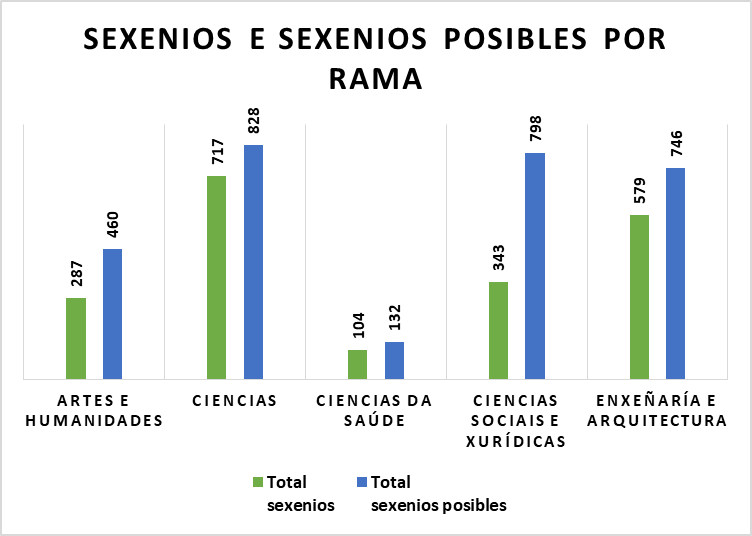 SEXENIOS E SEXENIOS POSIBLES POR
RAMA
287
460
717
828
104
132
343
798
579
746
ARTES E
HUMANIDADES
CIENCIAS
CIENCIAS DA
SAÚDE
CIENCIAS
SOCIAIS E
XURÍDICAS
ENXEÑARÍA E
ARQUITECTURA
Total
sexenios
Total
sexenios posibles